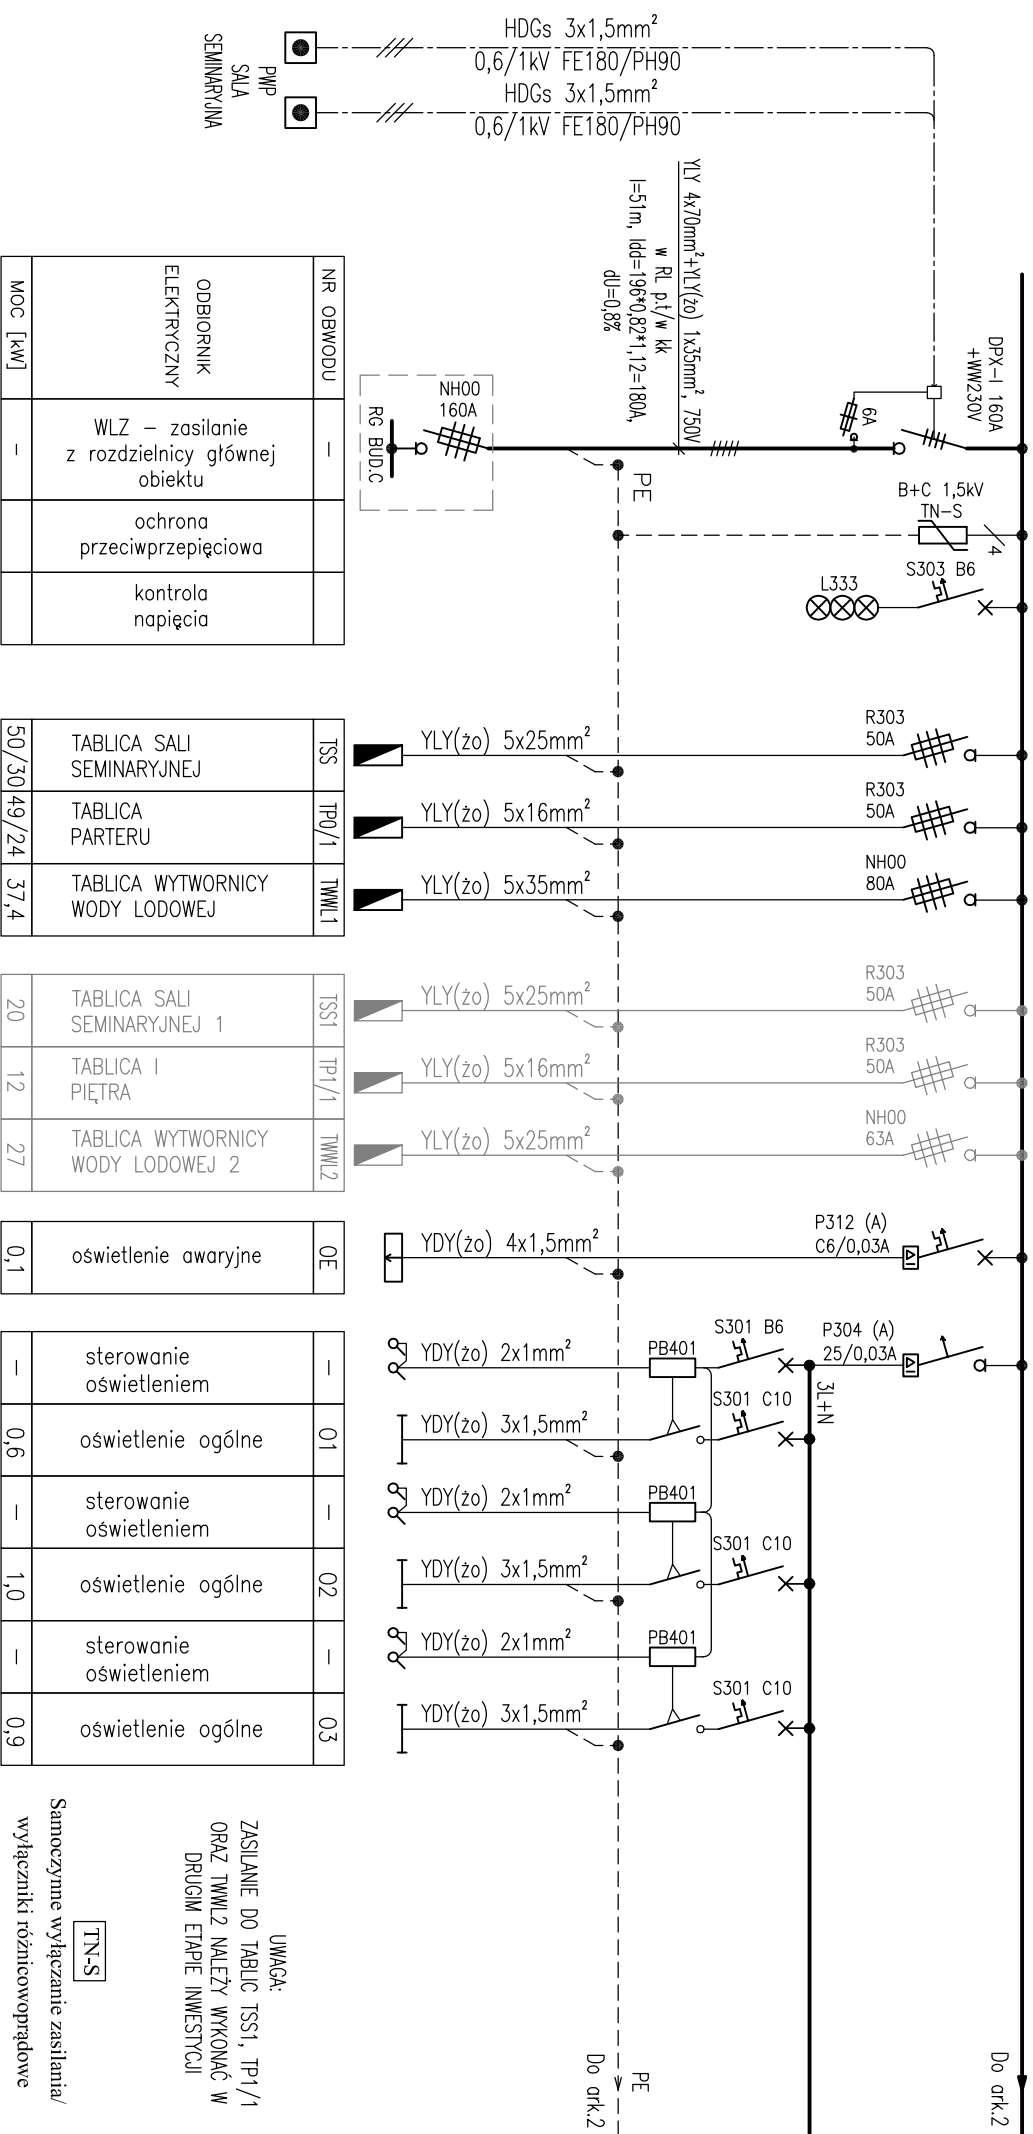 HDGs 3x1,5mm²
0,6/1kV FE180/PH90
HDGs 3x1,5mm²
0,6/1kV FE180/PH90
PWP
SALA
SEMINARYJNA
YLY 4x70mm²+YLY(żo) 1x35mm², 750V
w RL p.t/w kk
l=51m, Idd=196*0,82*1,12=180A,
dU=0,8%
DPX-I 160A
+WW230V
6A
NH00
160A
RG BUD.C
PE
B+C 1,5kV
TN-S
4
S303 B6
L333
NR OBWODU
ODBIORNIK
ELEKTRYCZNY
MOC [kW]
–
WLZ – zasilanie
z rozdzielnicy głównej
obiektu
–
ochrona
przeciwprzepięciowa
kontrola
napięcia
R303
50A
YLY(żo) 5x25mm²
TSS
TABLICA SALI
SEMINARYJNEJ
50/30
R303
50A
YLY(żo) 5x16mm²
TP0/1
TABLICA
PARTERU
49/24
NH00
80A
YLY(żo) 5x35mm²
TWWL1
TABLICA WYTWORNICY
WODY LODOWEJ
37,4
R303
50A
YLY(żo) 5x25mm²
TSS1
TABLICA SALI
SEMINARYJNEJ 1
20
R303
50A
YLY(żo) 5x16mm²
TP1/1
TABLICA I
PIĘTRA
12
NH00
63A
YLY(żo) 5x25mm²
TWWL2
TABLICA WYTWORNICY
WODY LODOWEJ 2
27
P312 (A)
C6/0,03A
YDY(żo) 4x1,5mm²
OE
oświetlenie awaryjne
0,1
P304 (A)
25/0,03A
3L+N
S301 B6
PB401
YDY(żo) 2x1mm²
–
sterowanie
oświetleniem
–
S301 C10
YDY(żo) 3x1,5mm²
O1
oświetlenie ogólne
0,6
PB401
YDY(żo) 2x1mm²
–
sterowanie
oświetleniem
–
S301 C10
YDY(żo) 3x1,5mm²
O2
oświetlenie ogólne
1,0
PB401
YDY(żo) 2x1mm²
–
sterowanie
oświetleniem
–
S301 C10
YDY(żo) 3x1,5mm²
O3
oświetlenie ogólne
0,9
UWAGA:
ZASILANIE DO TABLIC TSS1, TP1/1
ORAZ TWWL2 NALEŻY WYKONAĆ W
DRUGIM ETAPIE INWESTYCJI
TN-S
Samoczynne wyłączanie zasilania/
wyłączniki różnicowoprądowe
PE
Do ark.2
Do ark.2